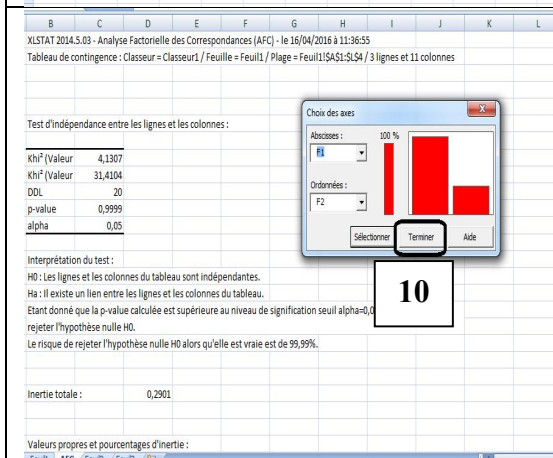 B C D E F G H I J K L
XLSTAT 2014.5.03 - Analyse Factorielle des Correspondances (AFC) - le 16/04/2016 à 11:36:55
Tableau de contingence : Classeur = Classeur1 / Feuille = Feuil1 / Plage = Feuil1!$A$1:$L$4 / 3 lignes et 11 colonnes
Choix des axes
Abscisses : 100 %
F1
Ordonnées :
F2
Sélectionner Terminer Aide
10
Test d'indépendance entre les lignes et les colonnes :
Khi² (Valeur 4,1307
Khi² (Valeur 31,4104
DDL 20
p-value 0,9999
alpha 0,05
Interprétation du test :
H0 : Les lignes et les colonnes du tableau sont indépendantes.
Ha : Il existe un lien entre les lignes et les colonnes du tableau.
Etant donné que la p-value calculée est supérieure au niveau de signification seuil alpha=0,0
rejeter l'hypothèse nulle H0.
Le risque de rejeter l'hypothèse nulle H0 alors qu'elle est vraie est de 99,99%.
Inertie totale : 0,2901
Valeurs propres et pourcentages d'inertie :